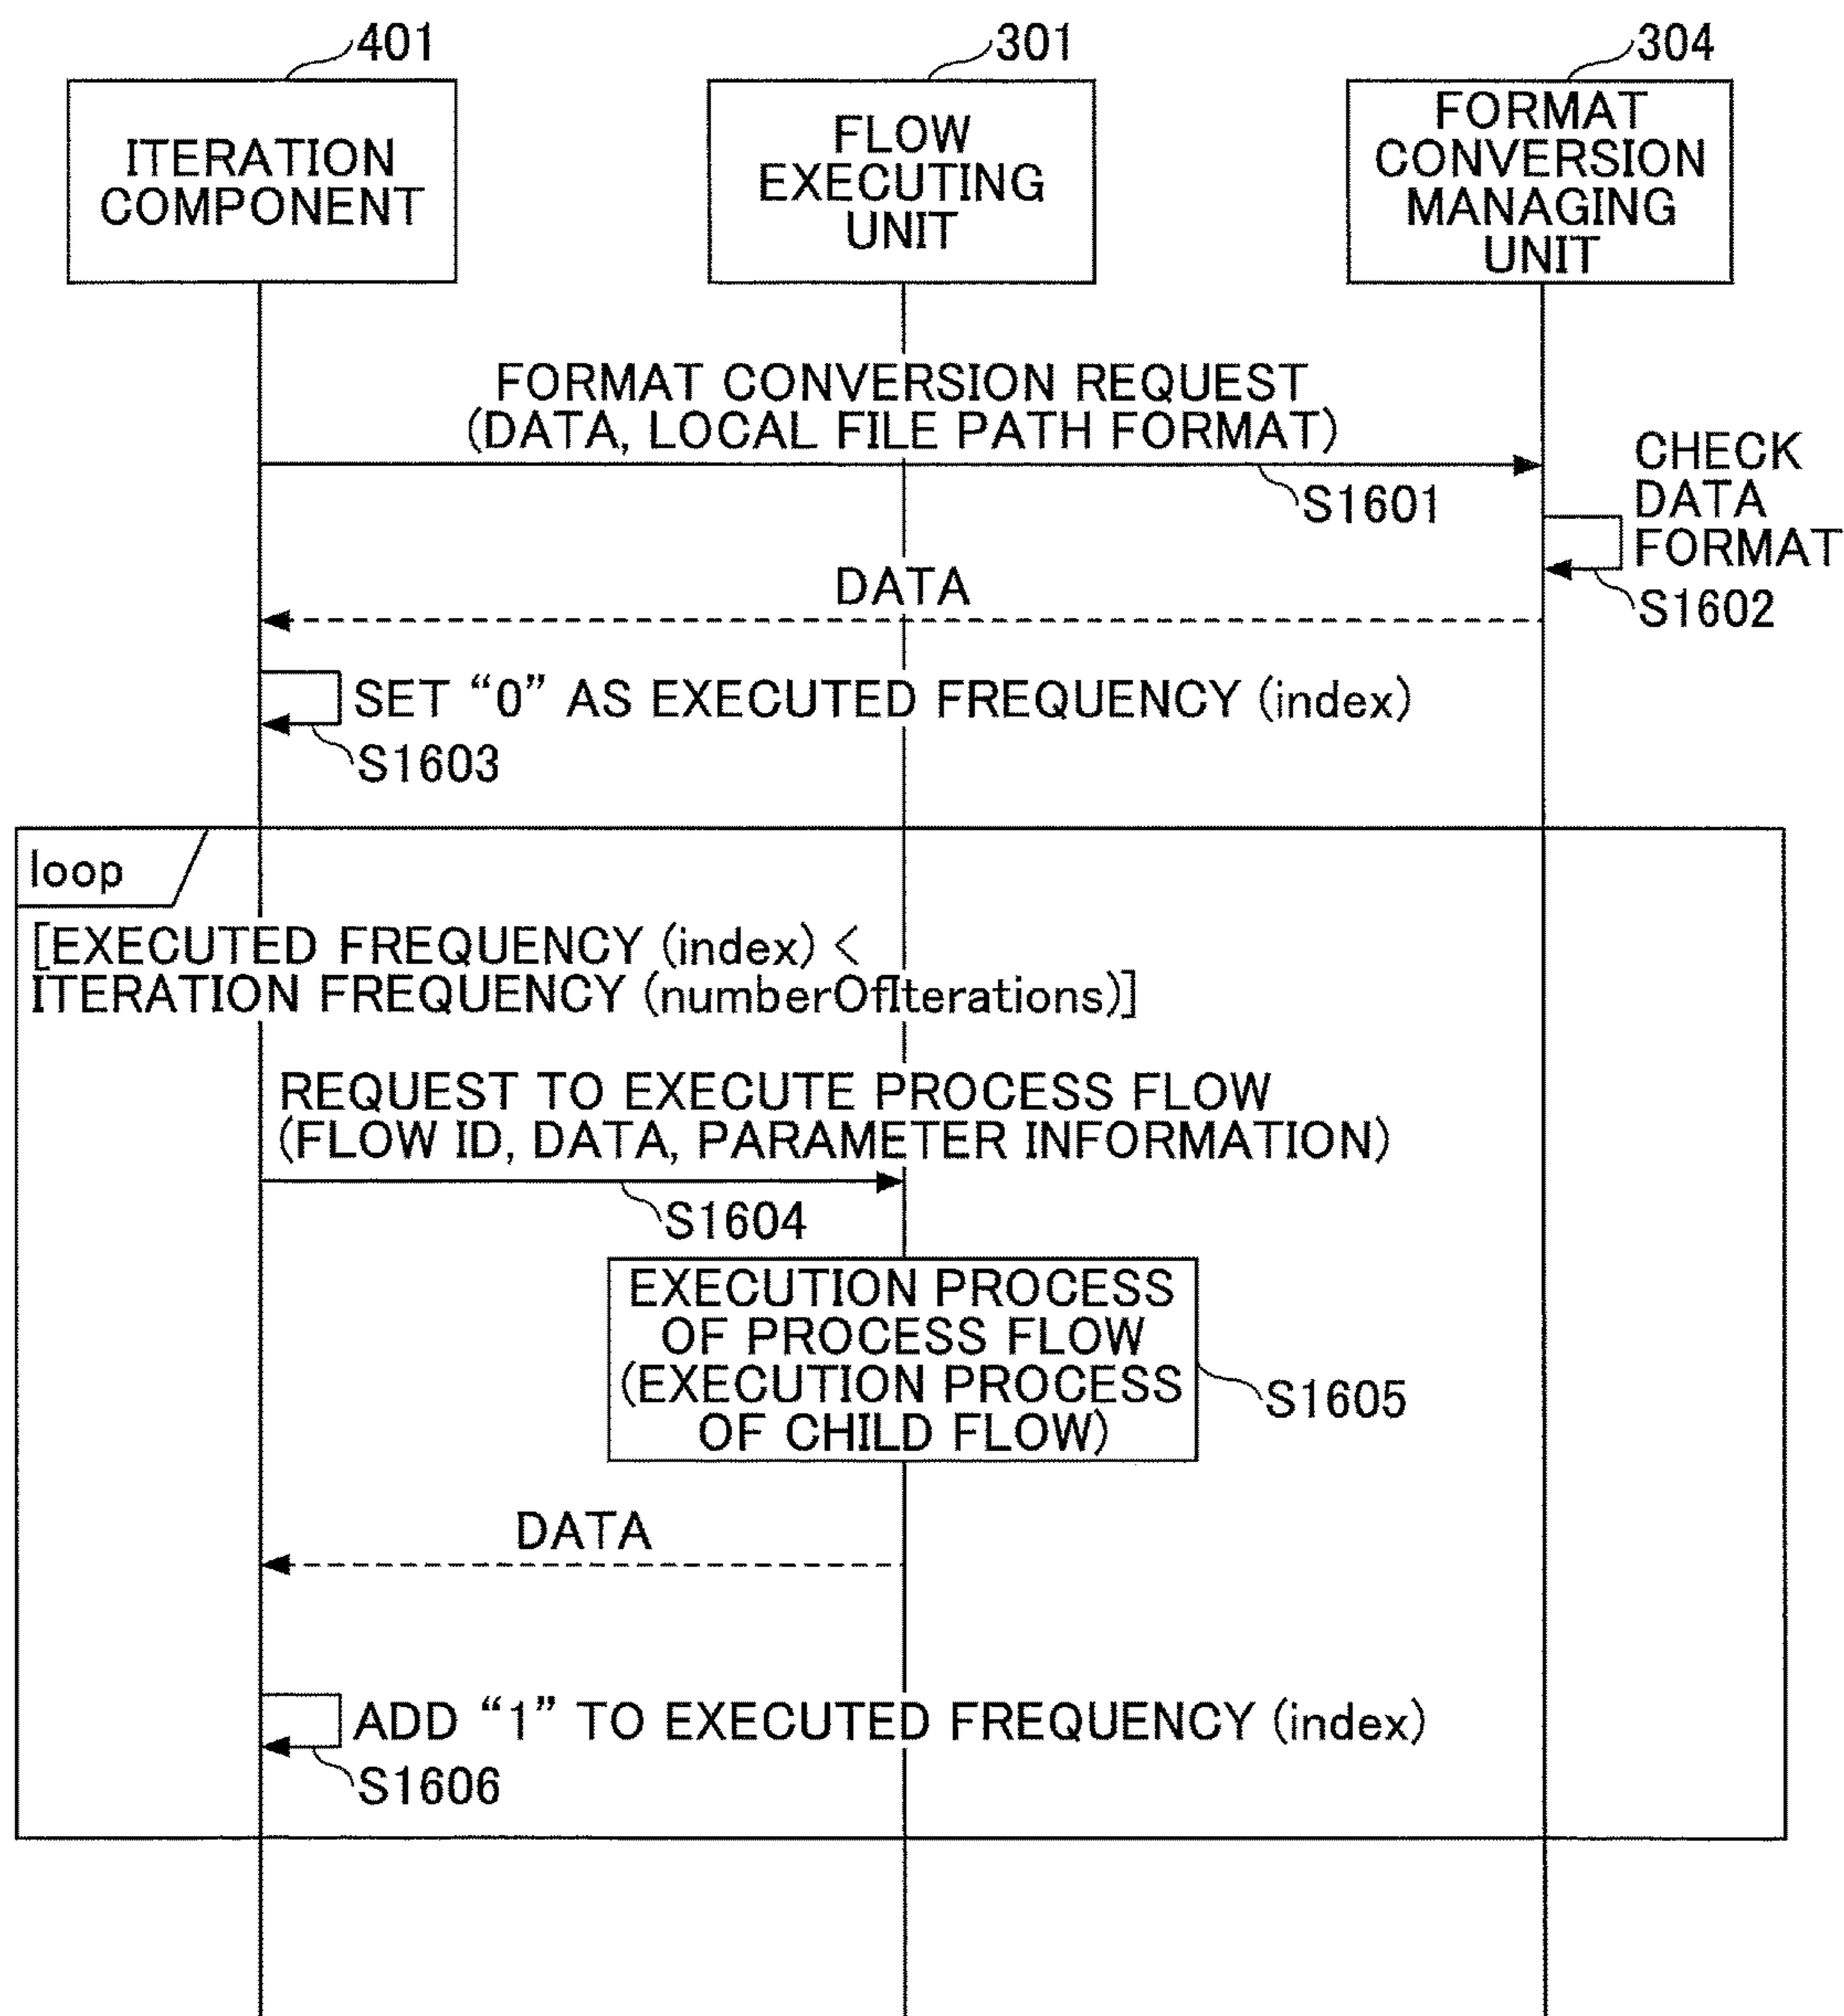 401
301
304
ITERATION
COMPONENT
FLOW
EXECUTING
UNIT
FORMAT
CONVERSION
MANAGING
UNIT
FORMAT CONVERSION REQUEST
(DATA, LOCAL FILE PATH FORMAT)
S1601
CHECK
DATA
FORMAT
S1602
DATA
SET “0” AS EXECUTED FREQUENCY (index)
S1603
loop
[EXECUTED FREQUENCY (index) <
ITERATION FREQUENCY (numberOfIterations)]
REQUEST TO EXECUTE PROCESS FLOW
(FLOW ID, DATA, PARAMETER INFORMATION)
S1604
EXECUTION PROCESS
OF PROCESS FLOW
(EXECUTION PROCESS
OF CHILD FLOW)
S1605
DATA
ADD “1” TO EXECUTED FREQUENCY (index)
S1606